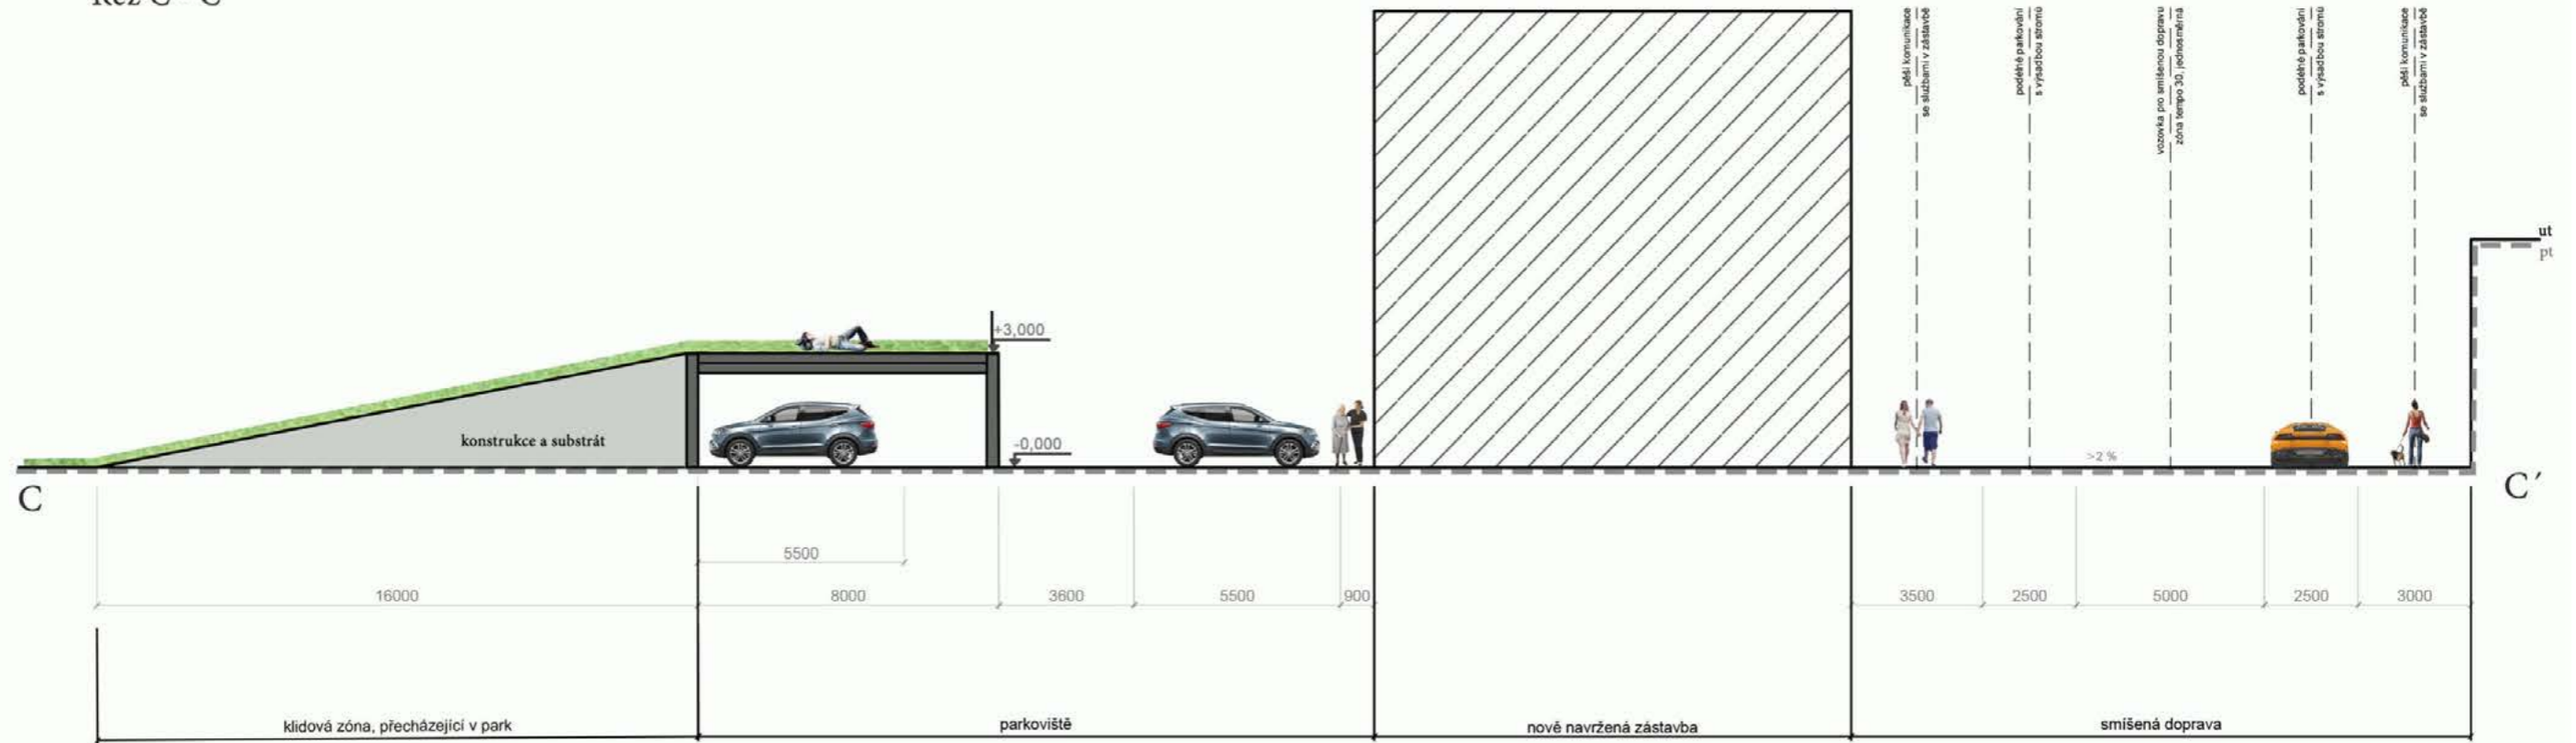 Řez C - C
pěší komunikace
se službami v zástavbě
podélné parkování
s výsadbou stromů
vozovka pro smíšenou dopravu
zóna tempo 30, jednosměrná
podélné parkování
s výsadbou stromů
pěší komunikace
se službami v zástavbě
ut
pt
+3,000
konstrukce a substrát
-0,000
>2 %
C
C´
5500
16000
8000
3600
5500
900
3500
2500
5000
2500
3000
klidová zóna, přecházející v park
parkoviště
nově navržená zástavba
smíšená doprava